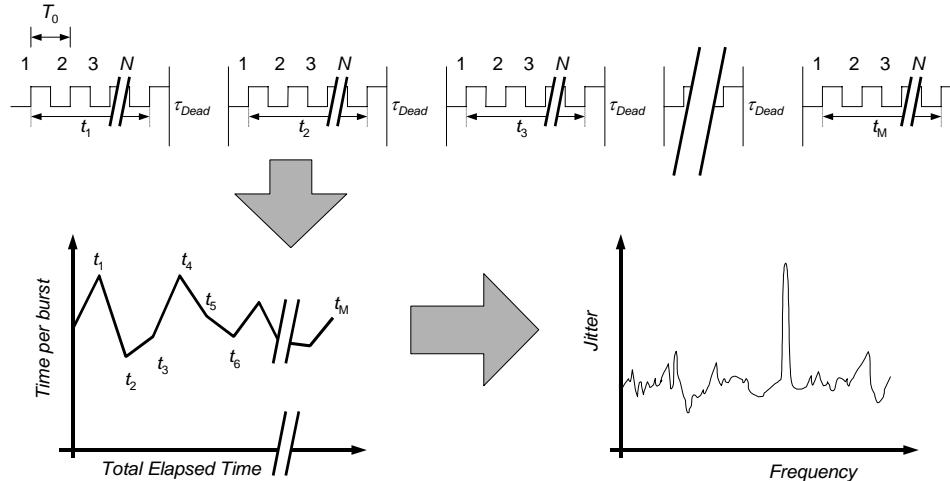 T0
1 2 3 N
1 2 3 N
1 2 3 N
1 2 3 N
τDead
τDead
τDead
τDead
t1
t2
t3
tM
Time per burst
t1
t2
t3
t4
t5
t6
tM
Total Elapsed Time
Jitter
Frequency